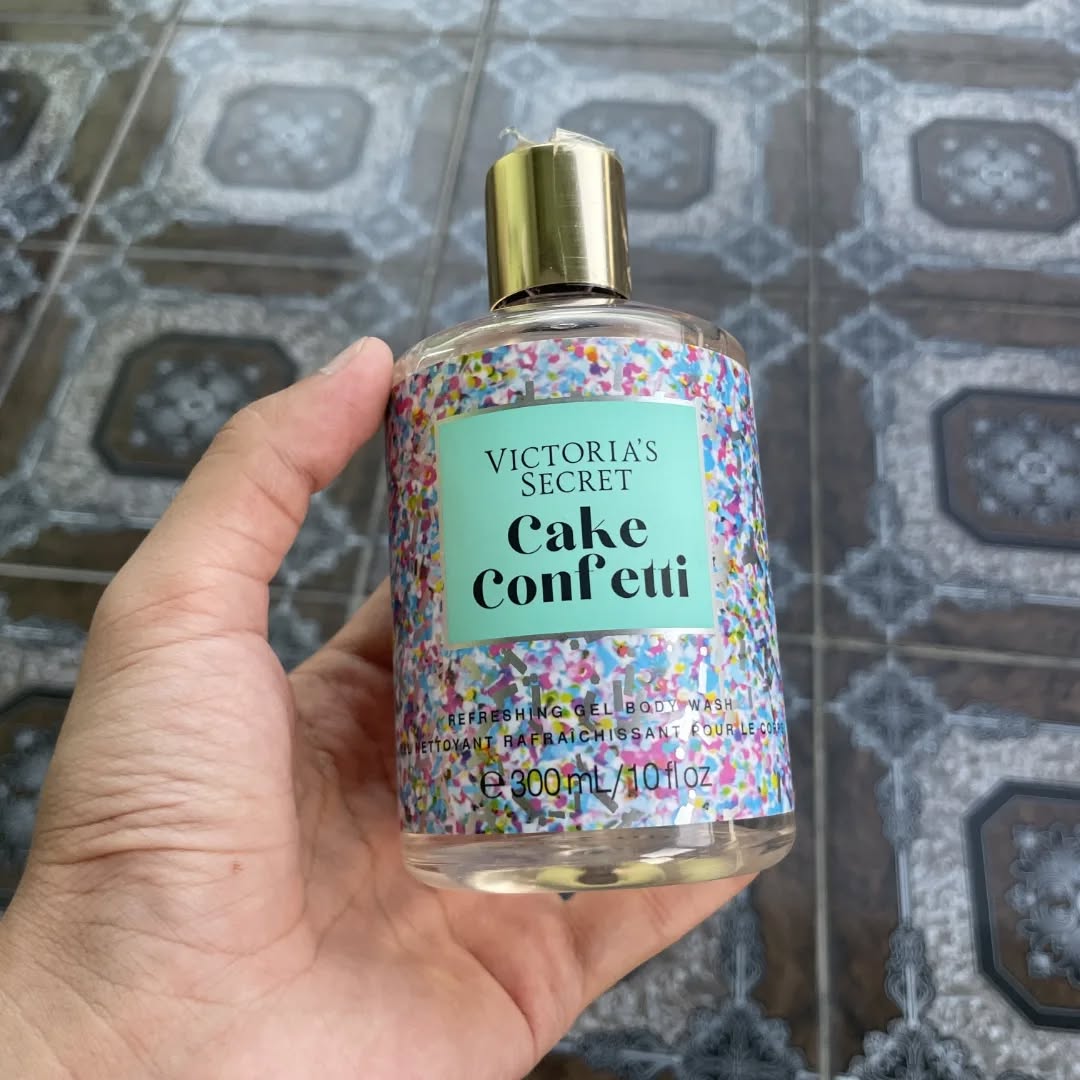 VICTORIA'S
SECRET
Cake
Confetti
REFRESHING GEL BODY WASH
NETTOYANT RAFRAÎCHISSANT POUR LE
℮ 300 mL/10 fl oz